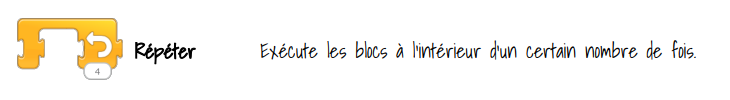 Répéter Exécute les blocs à l'intérieur d'un certain nombre de fois.
4